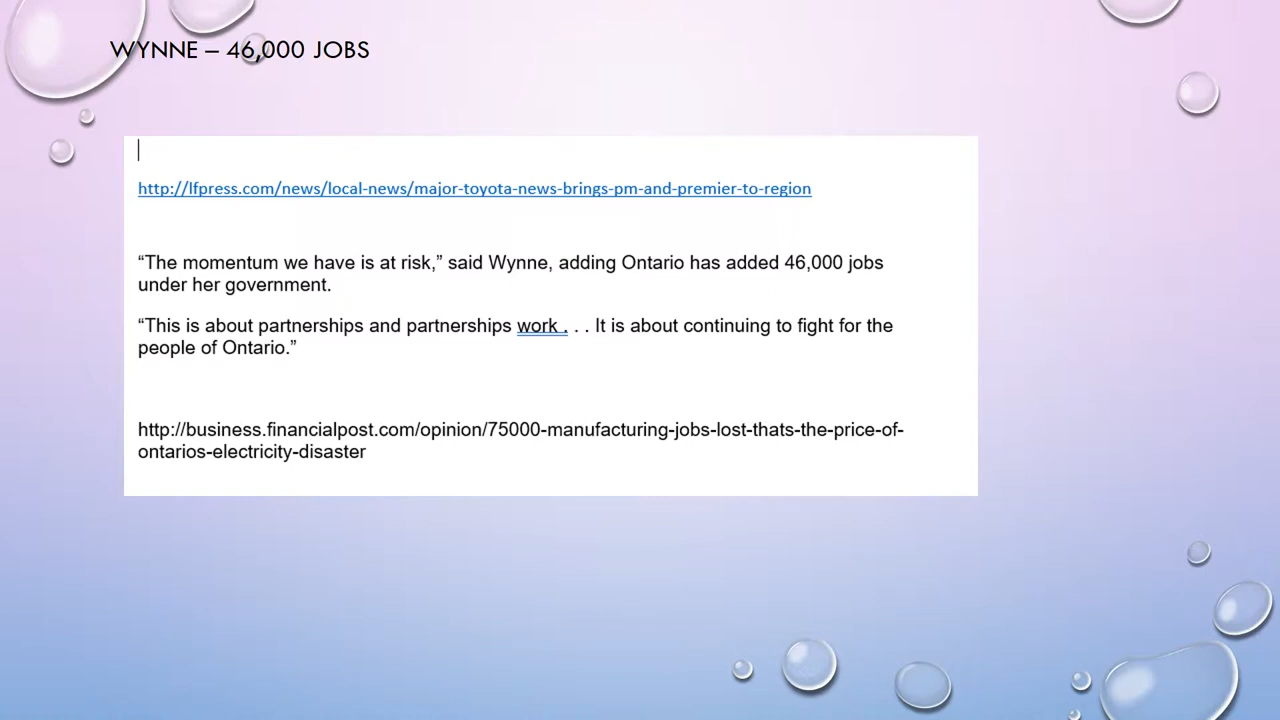 WYNNE – 46,000 JOBS
http://lfpress.com/news/local-news/major-toyota-news-brings-pm-and-premier-to-region
“The momentum we have is at risk,” said Wynne, adding Ontario has added 46,000 jobs
under her government.
“This is about partnerships and partnerships work . . . It is about continuing to fight for the
people of Ontario.”
http://business.financialpost.com/opinion/75000-manufacturing-jobs-lost-thats-the-price-of-
ontarios-electricity-disaster